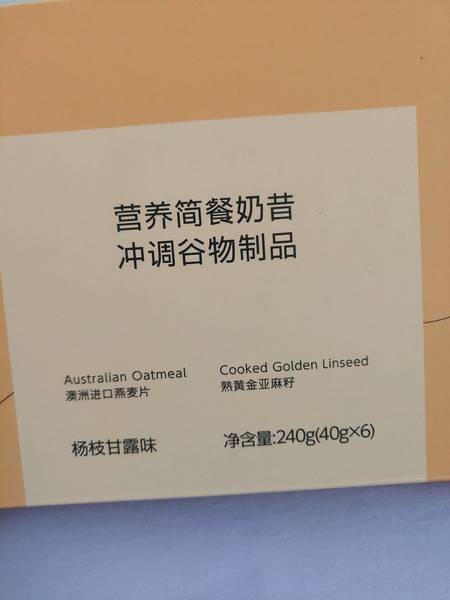 营养简餐奶昔
冲调谷物制品
Australian Oatmeal
澳洲进口燕麦片
Cooked Golden Linseed
熟黄金亚麻籽
杨枝甘露味
净含量:240g(40g×6)